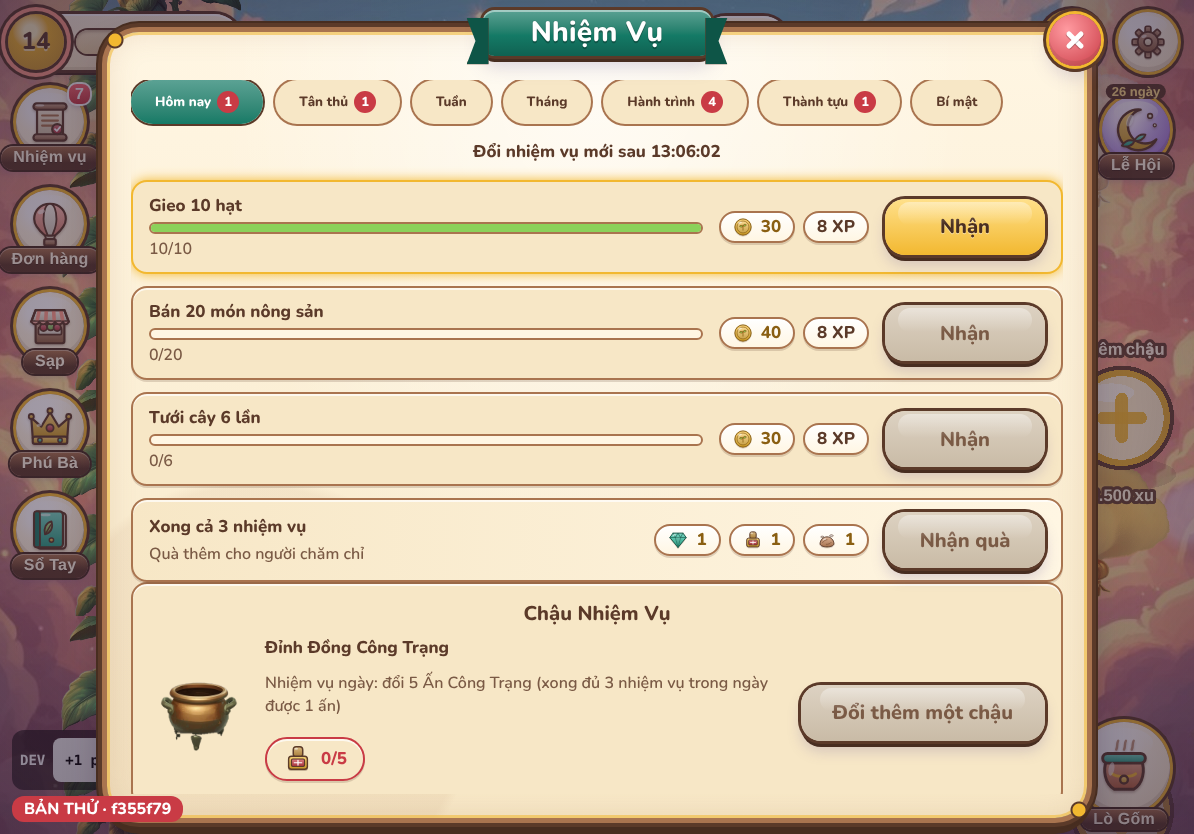 Nhiệm Vụ
14
7
Nhiệm vụ
Đơn hàng
Sạp
Phú Bà
Sổ Tay
26 ngày
Lễ Hội
êm chậu
.500 xu
Lò Gốm
Hôm nay 1
Tân thủ 1
Tuần
Tháng
Hành trình 4
Thành tựu 1
Bí mật
Đổi nhiệm vụ mới sau 13:06:02
Gieo 10 hạt
10/10
30
8 XP
Nhận
Bán 20 món nông sản
0/20
40
8 XP
Nhận
Tưới cây 6 lần
0/6
30
8 XP
Nhận
Xong cả 3 nhiệm vụ
Quà thêm cho người chăm chỉ
1
1
1
Nhận quà
Chậu Nhiệm Vụ
Đỉnh Đồng Công Trạng
Nhiệm vụ ngày: đổi 5 Ấn Công Trạng (xong đủ 3 nhiệm vụ trong ngày
được 1 ấn)
0/5
Đổi thêm một chậu
DEV
+1
BẢN THỬ · f355f79